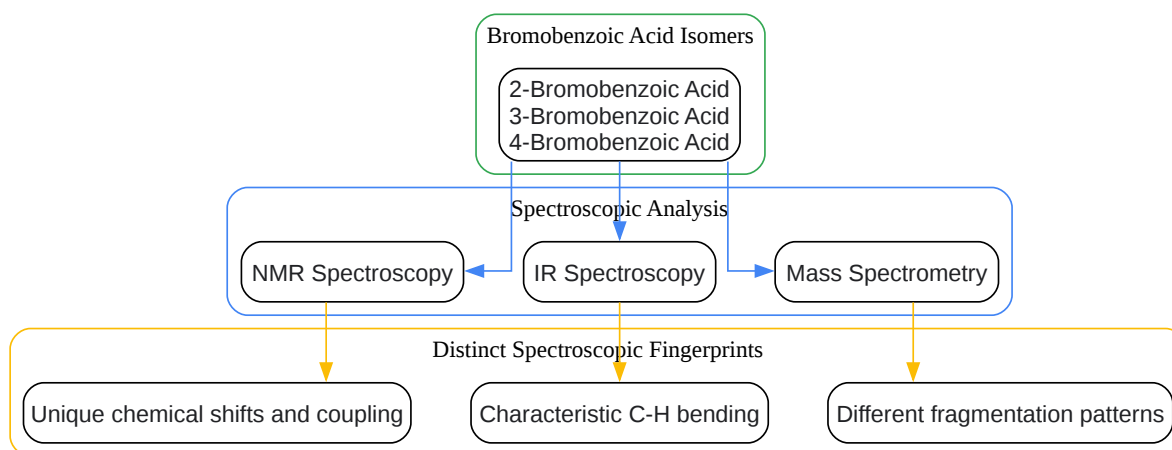 Bromobenzoic Acid Isomers
2-Bromobenzoic Acid
3-Bromobenzoic Acid
4-Bromobenzoic Acid
Spectroscopic Analysis
NMR Spectroscopy
IR Spectroscopy
Mass Spectrometry
Distinct Spectroscopic Fingerprints
Unique chemical shifts and coupling
Characteristic C-H bending
Different fragmentation patterns